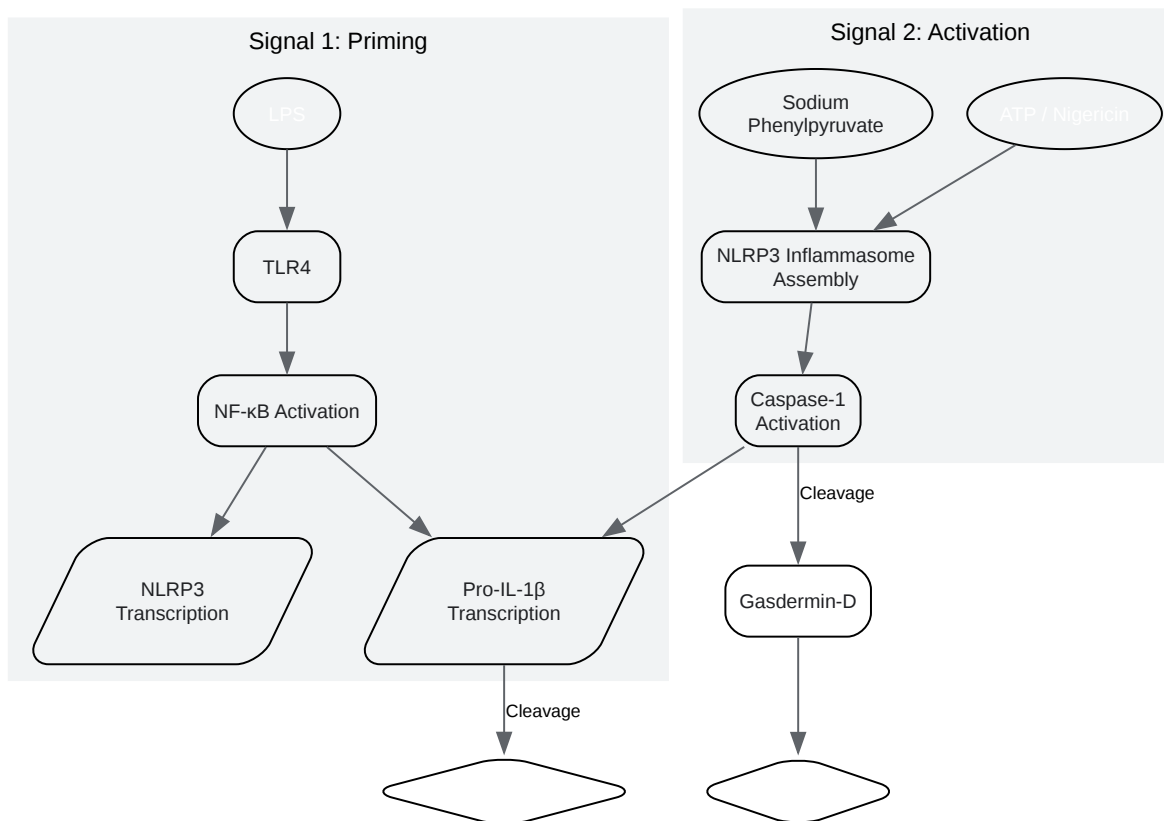 Signal 1: Priming
Signal 2: Activation
LPS
Sodium
Phenylpyruvate
ATP / Nigericin
TLR4
NLRP3 Inflammasome
Assembly
NF-κB Activation
Caspase-1
Activation
Cleavage
NLRP3
Transcription
Pro-IL-1β
Transcription
Gasdermin-D
Cleavage